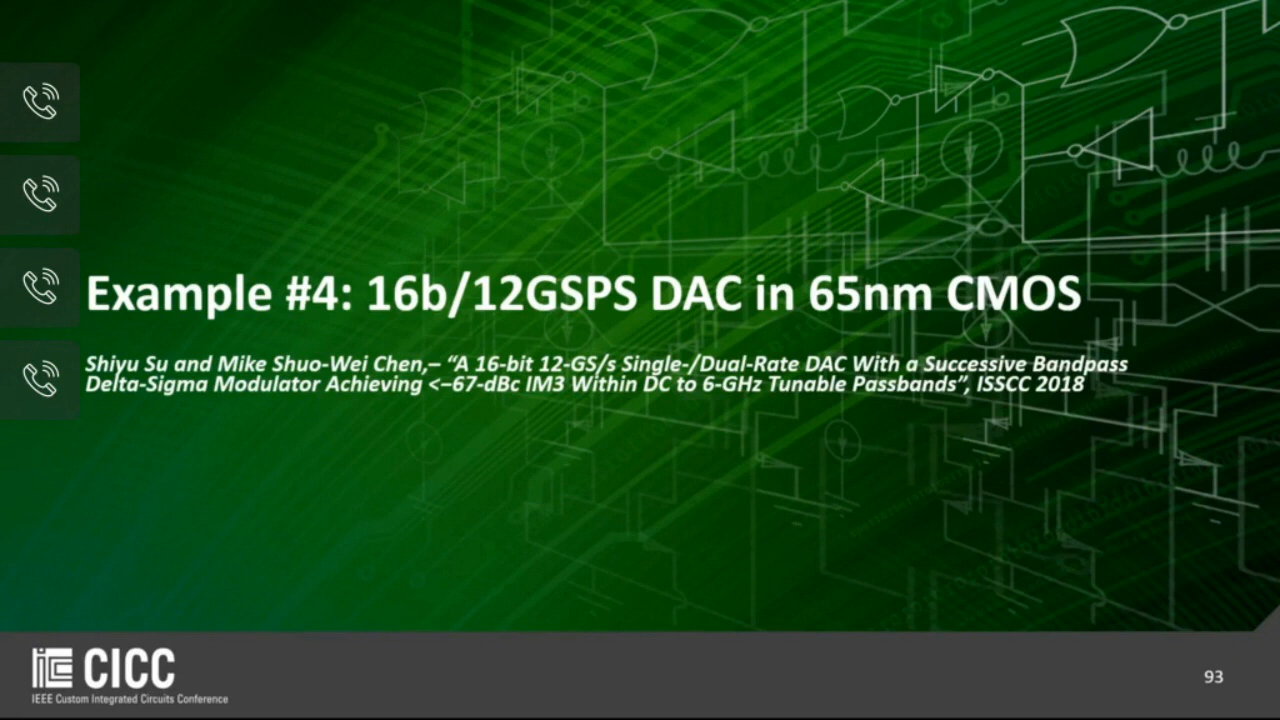 Example #4: 16b/12GSPS DAC in 65nm CMOS
Shiyu Su and Mike Shuo-Wei Chen,– “A 16-bit 12-GS/s Single-/Dual-Rate DAC With a Successive Bandpass
Delta-Sigma Modulator Achieving <–67-dBc IM3 Within DC to 6-GHz Tunable Passbands”, ISSCC 2018
CICC
IEEE Custom Integrated Circuits Conference
93